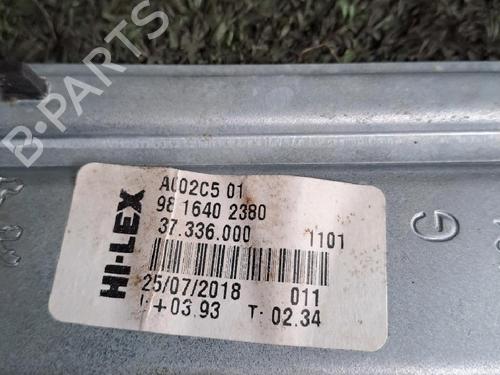 B-PARTS
HI-LEX
A002C5 01
98 1640 2380
37.336.000 1101
25/07/2018 011
+03.93 T· 02.34
G